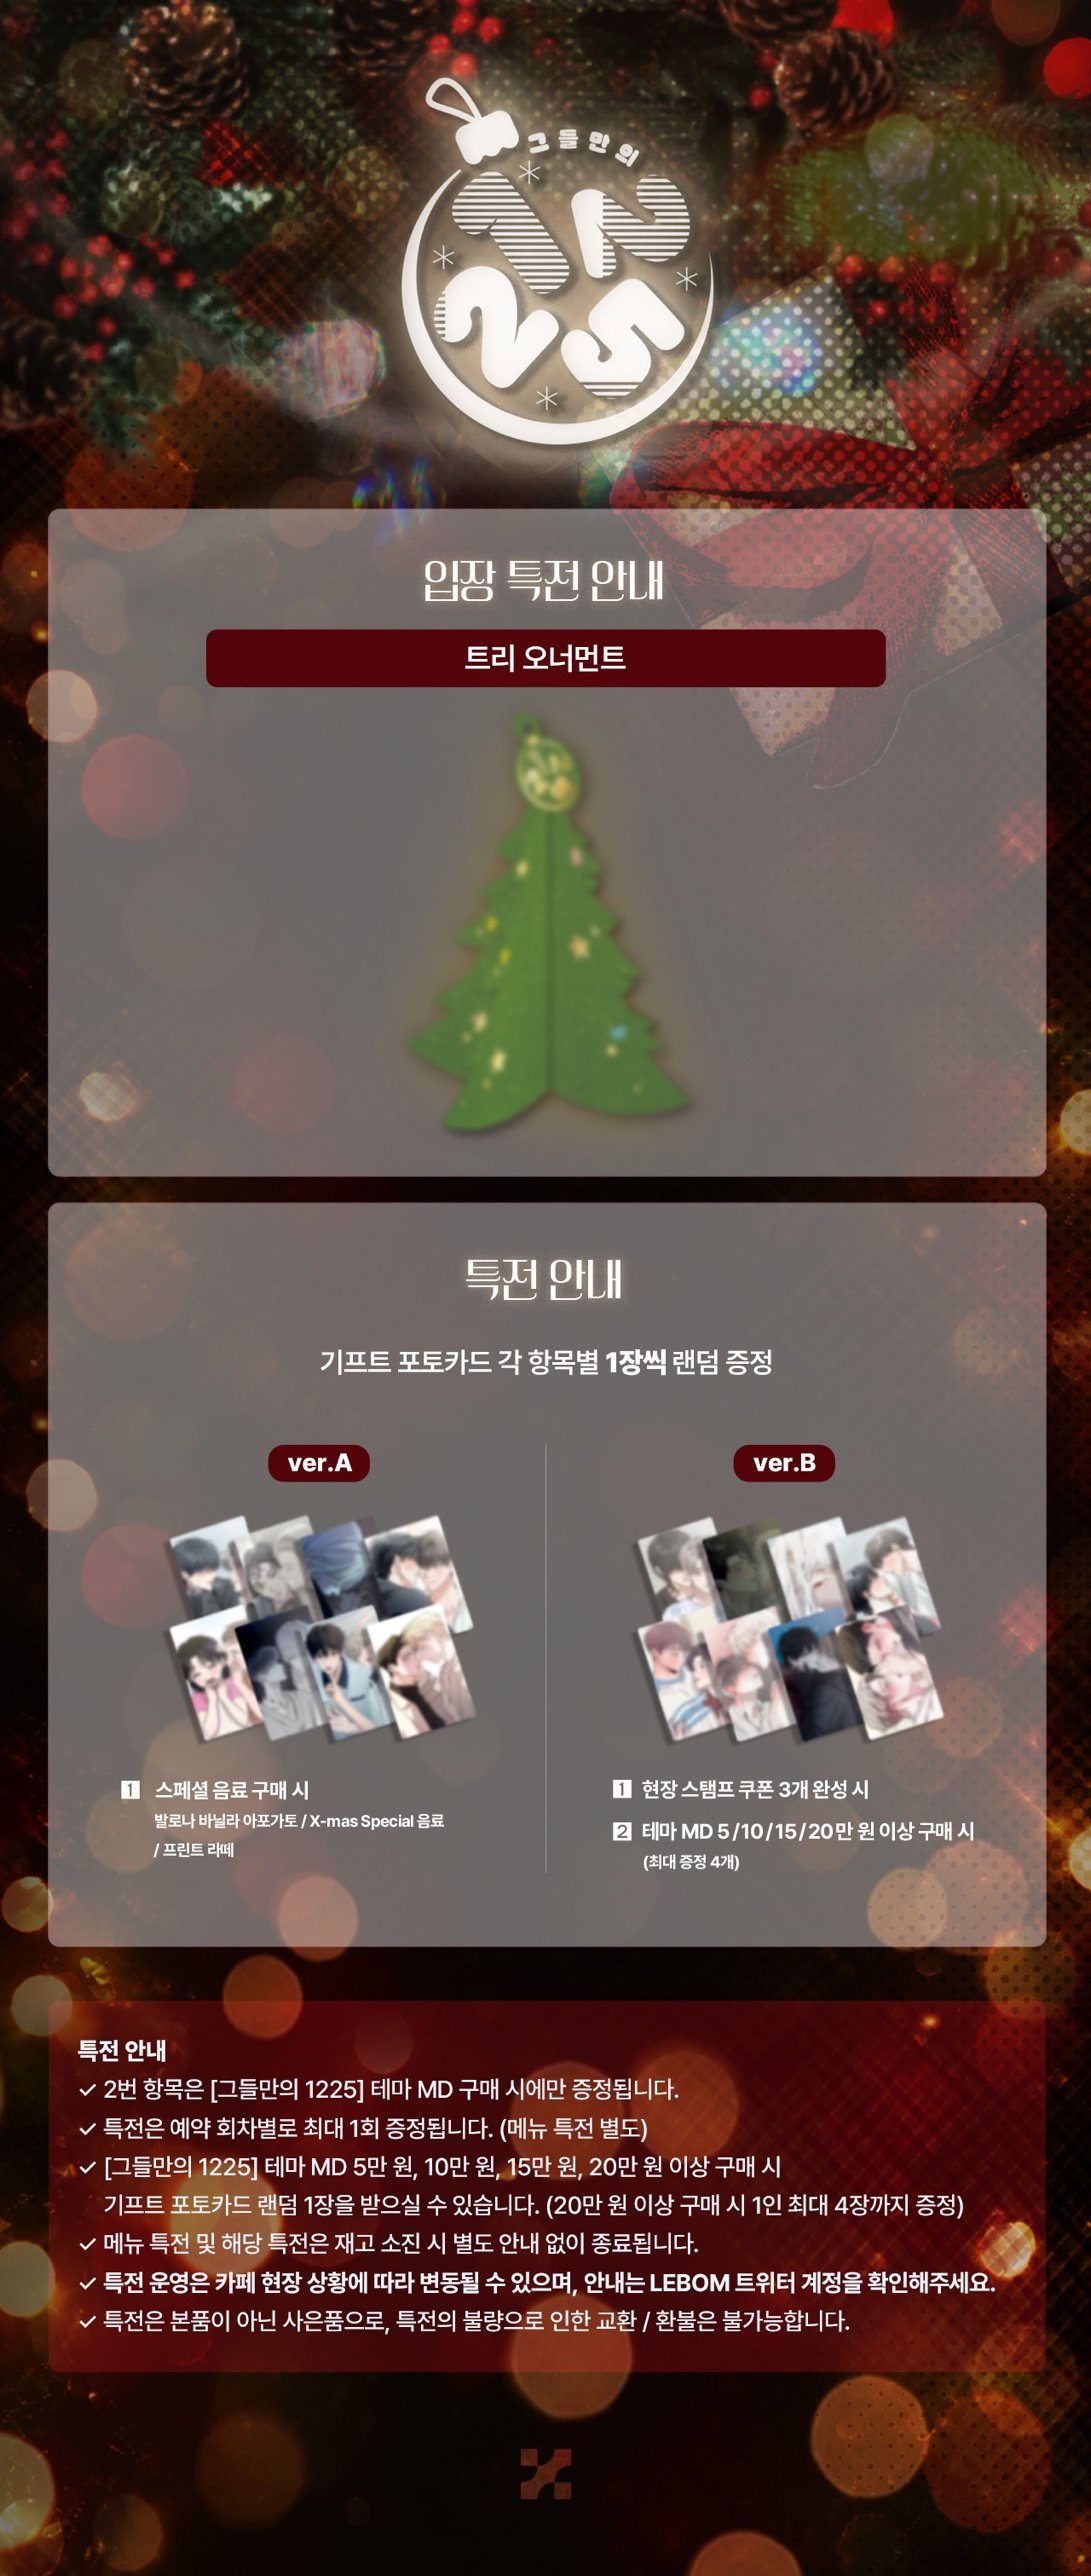 그들만의
12
25
입장 특전 안내
트리 오너먼트
특전 안내
기프트 포토카드 각 항목별 1장씩 랜덤 증정
ver.A
ver.B
1 스페셜 음료 구매 시
발로나 바닐라 아포가토 / X-mas Special 음료
/ 프린트 라떼
1 현장 스탬프 쿠폰 3개 완성 시
2 테마 MD 5/10/15/20만 원 이상 구매 시
(최대 증정 4개)
특전 안내
✓ 2번 항목은 [그들만의 1225] 테마 MD 구매 시에만 증정됩니다.
✓ 특전은 예약 회차별로 최대 1회 증정됩니다. (메뉴 특전 별도)
✓ [그들만의 1225] 테마 MD 5만 원, 10만 원, 15만 원, 20만 원 이상 구매 시
기프트 포토카드 랜덤 1장을 받으실 수 있습니다. (20만 원 이상 구매 시 1인 최대 4장까지 증정)
✓ 메뉴 특전 및 해당 특전은 재고 소진 시 별도 안내 없이 종료됩니다.
✓ 특전 운영은 카페 현장 상황에 따라 변동될 수 있으며, 안내는 LEBOM 트위터 계정을 확인해주세요.
✓ 특전은 본품이 아닌 사은품으로, 특전의 불량으로 인한 교환 / 환불은 불가능합니다.